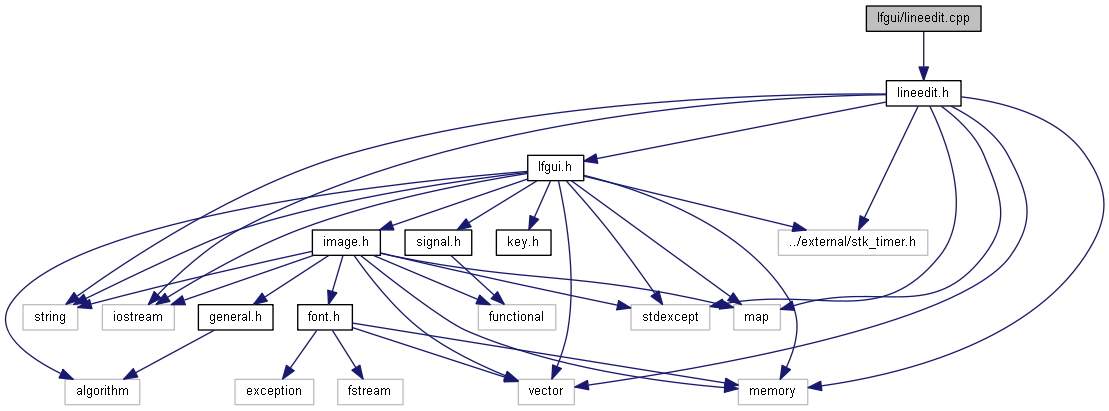 lfgui/lineedit.cpp
lineedit.h
lfgui.h
image.h
signal.h
key.h
../external/stk_timer.h
string
iostream
general.h
font.h
functional
stdexcept
map
algorithm
exception
fstream
vector
memory